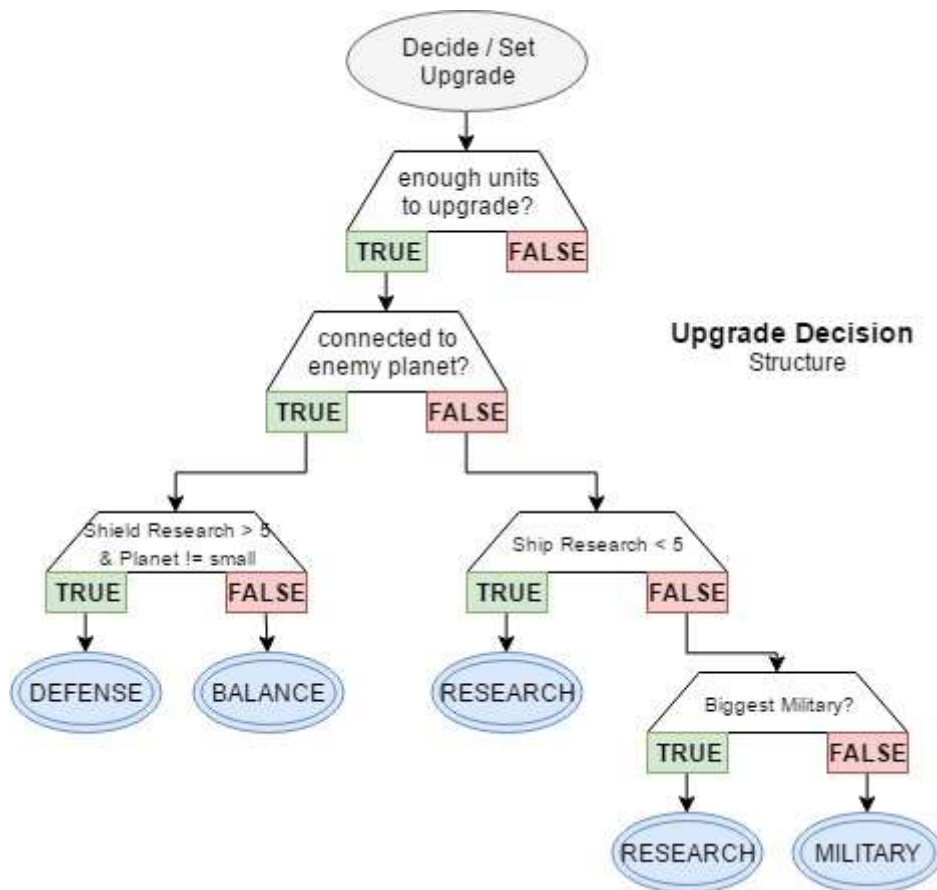 Decide / Set
Upgrade
enough units
to upgrade?
TRUE
FALSE
connected to
enemy planet?
Upgrade Decision
Structure
TRUE
FALSE
Shield Research > 5
& Planet != small
Ship Research < 5
TRUE
FALSE
TRUE
FALSE
DEFENSE
BALANCE
RESEARCH
Biggest Military?
TRUE
FALSE
RESEARCH
MILITARY